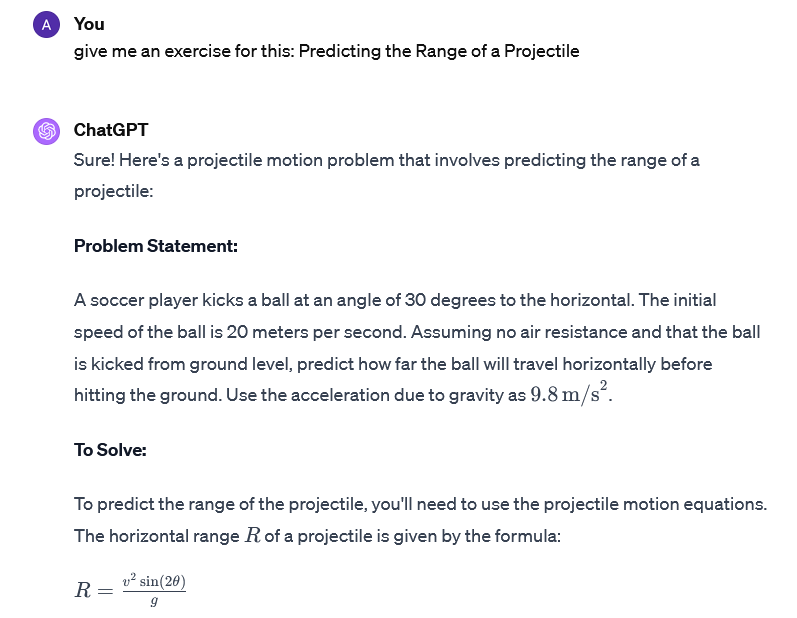 A
You
give me an exercise for this: Predicting the Range of a Projectile
ChatGPT
Sure! Here's a projectile motion problem that involves predicting the range of a
projectile:
Problem Statement:
A soccer player kicks a ball at an angle of 30 degrees to the horizontal. The initial
speed of the ball is 20 meters per second. Assuming no air resistance and that the ball
is kicked from ground level, predict how far the ball will travel horizontally before
hitting the ground. Use the acceleration due to gravity as 9.8 m/s².
To Solve:
To predict the range of the projectile, you'll need to use the projectile motion equations.
The horizontal range R of a projectile is given by the formula:
R = v² sin(2θ) / g